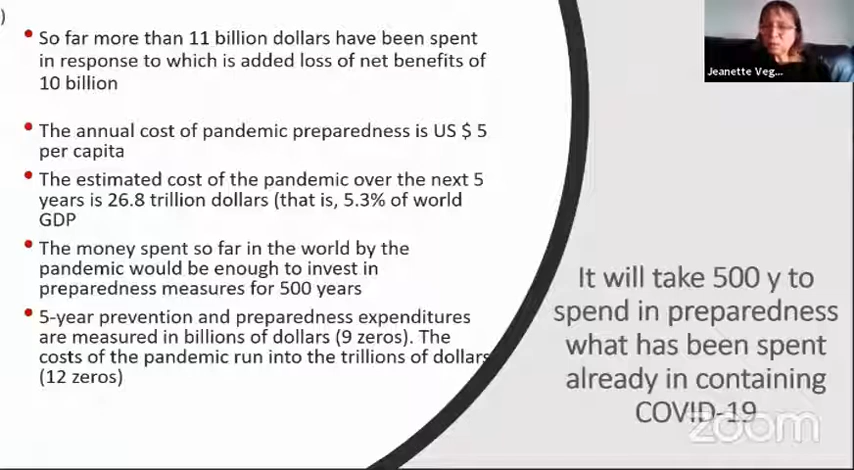 )
So far more than 11 billion dollars have been spent
in response to which is added loss of net benefits of
10 billion
The annual cost of pandemic preparedness is US $ 5
per capita
The estimated cost of the pandemic over the next 5
years is 26.8 trillion dollars (that is, 5.3% of world
GDP
The money spent so far in the world by the
pandemic would be enough to invest in
preparedness measures for 500 years
5-year prevention and preparedness expenditures
are measured in billions of dollars (9 zeros). The
costs of the pandemic run into the trillions of dollars
(12 zeros)
Jeanette Veg...
It will take 500 y to
spend in preparedness
what has been spent
already in containing
COVID-19
zoom